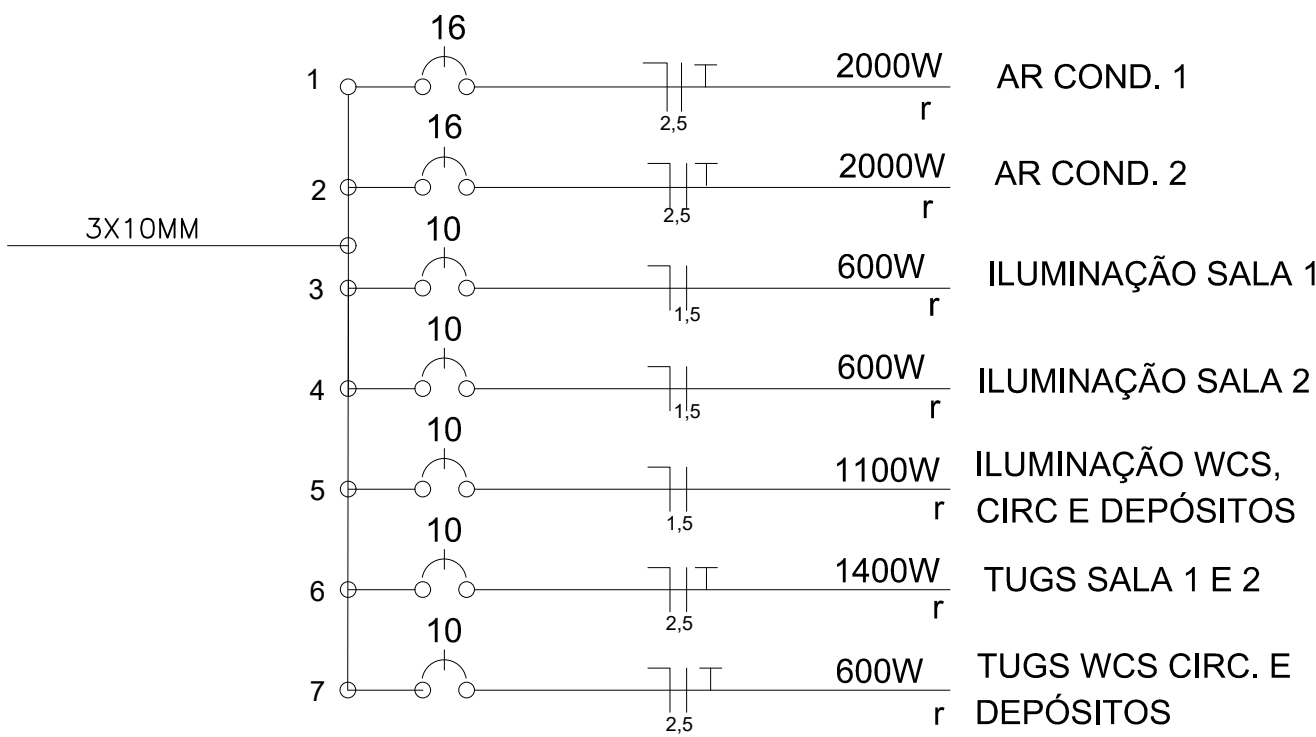 16
1 2000W AR COND. 1
2,5 r
16
2 2000W AR COND. 2
2,5 r
3X10MM
10
3 600W ILUMINAÇÃO SALA 1
1,5 r
10
4 600W ILUMINAÇÃO SALA 2
1,5 r
10
5 1100W ILUMINAÇÃO WCS,
1,5 r CIRC E DEPÓSITOS
10
6 1400W TUGS SALA 1 E 2
2,5 r
10
7 600W TUGS WCS CIRC. E
2,5 r DEPÓSITOS